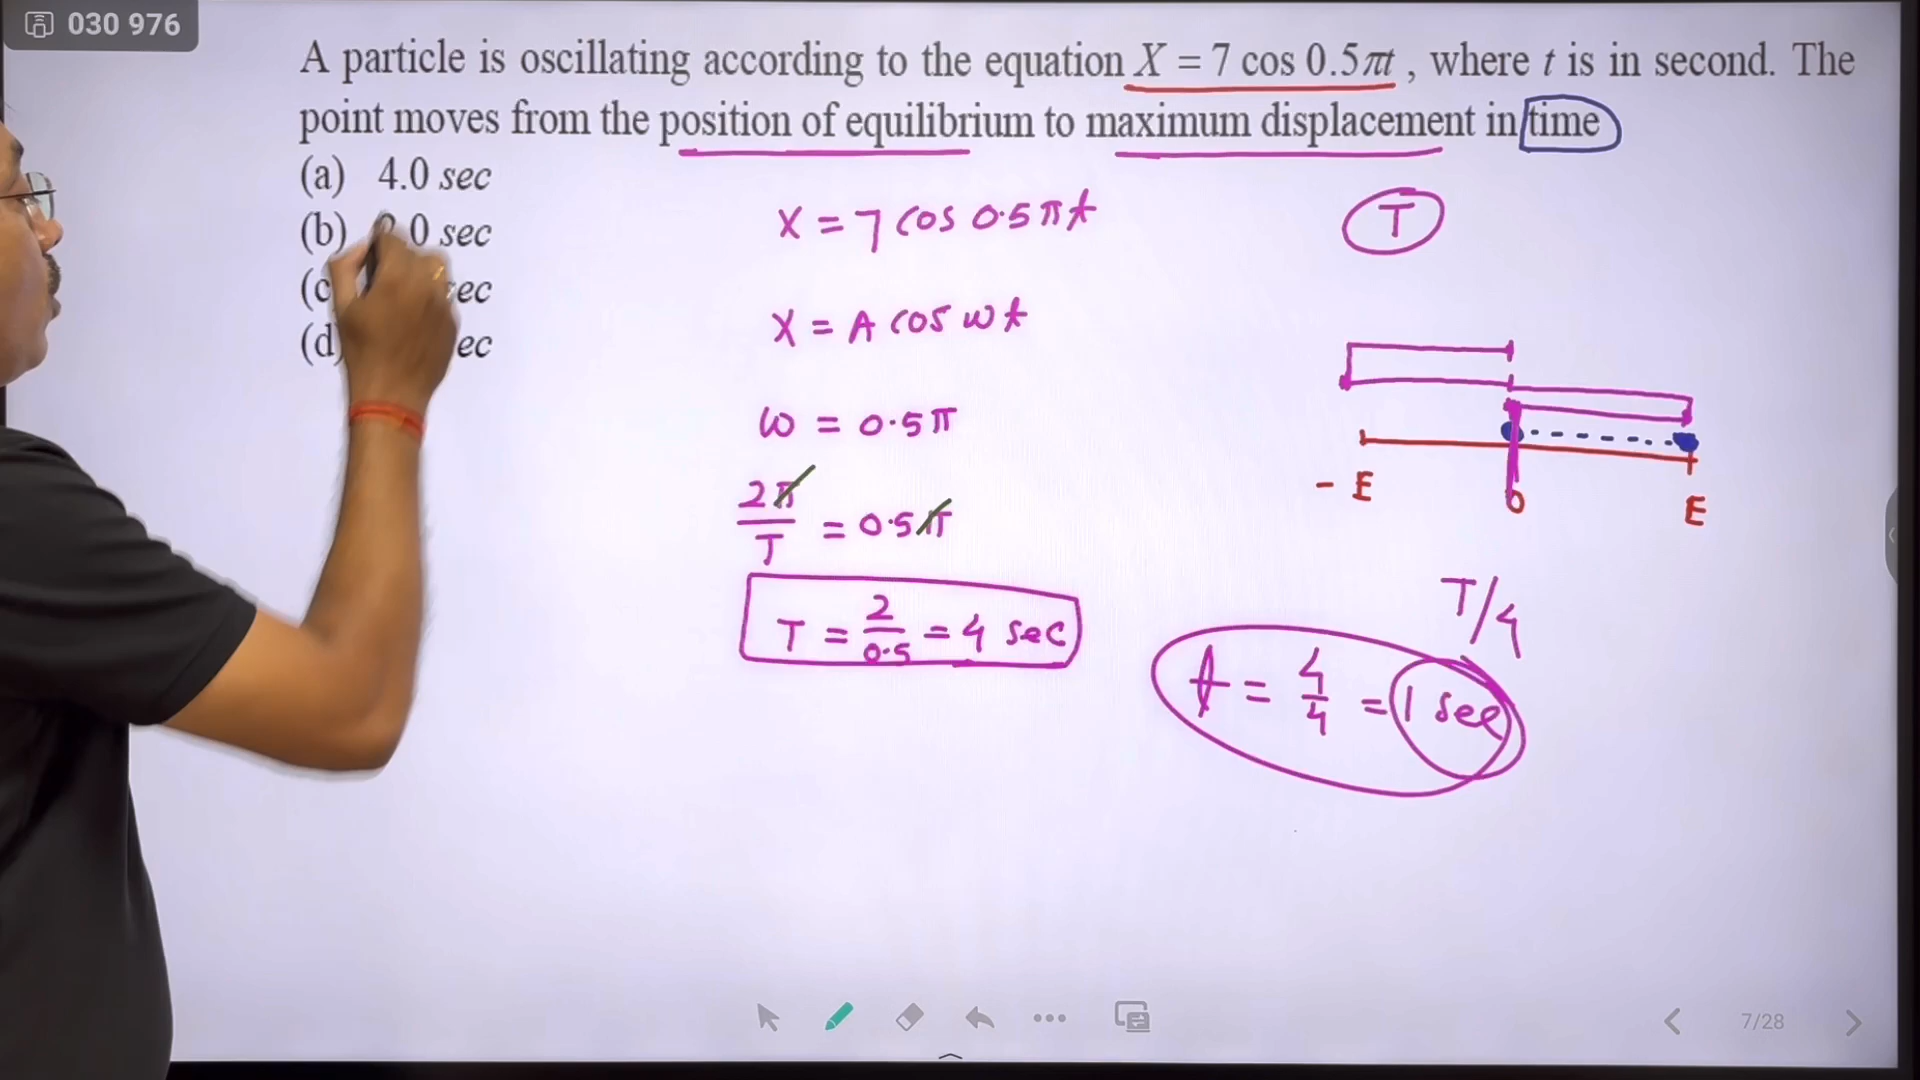 030 976
A particle is oscillating according to the equation X = 7 cos 0.5πt , where t is in second. The
point moves from the position of equilibrium to maximum displacement in time
(a) 4.0 sec
(b) 2.0 sec
(c) sec
(d) ec
X = 7 cos 0.5πt
T
X = A cos ωt
ω = 0.5π
2π/T = 0.5π
T = 2/0.5 = 4 sec
- E
O
E
T/4
t = 4/4 = 1 sec
7/28